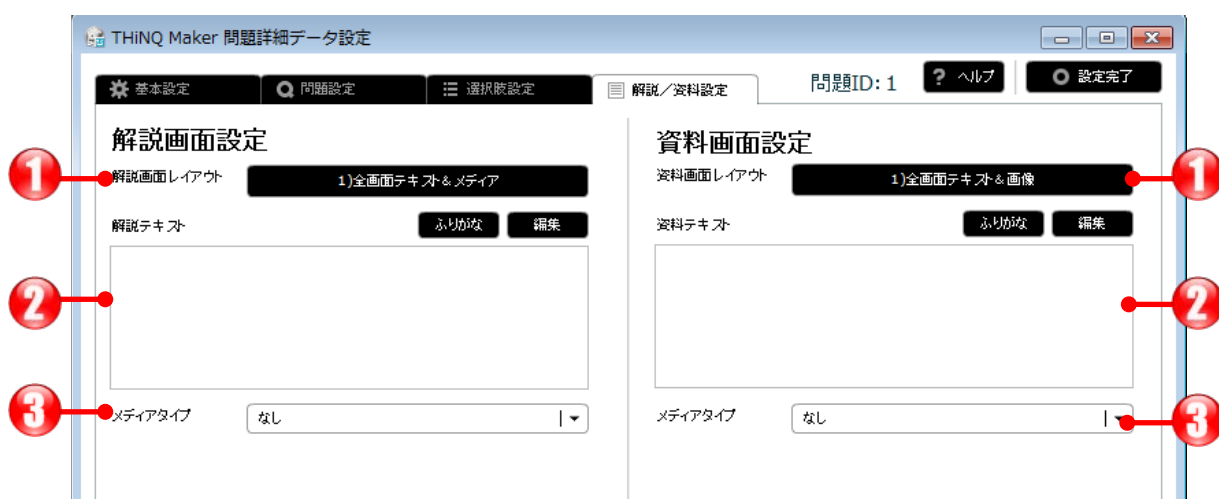 THiNQ Maker 問題詳細データ設定
基本設定 問題設定 選択肢設定 解説／資料設定 問題ID: 1 ? ヘルプ 設定完了
解説画面設定
1 解説画面レイアウト 1)全画面テキスト&メディア
解説テキスト ふりがな 編集
2
3 メディアタイプ なし
資料画面設定
資料画面レイアウト 1)全画面テキスト&画像 1
資料テキスト ふりがな 編集
2
メディアタイプ なし 3